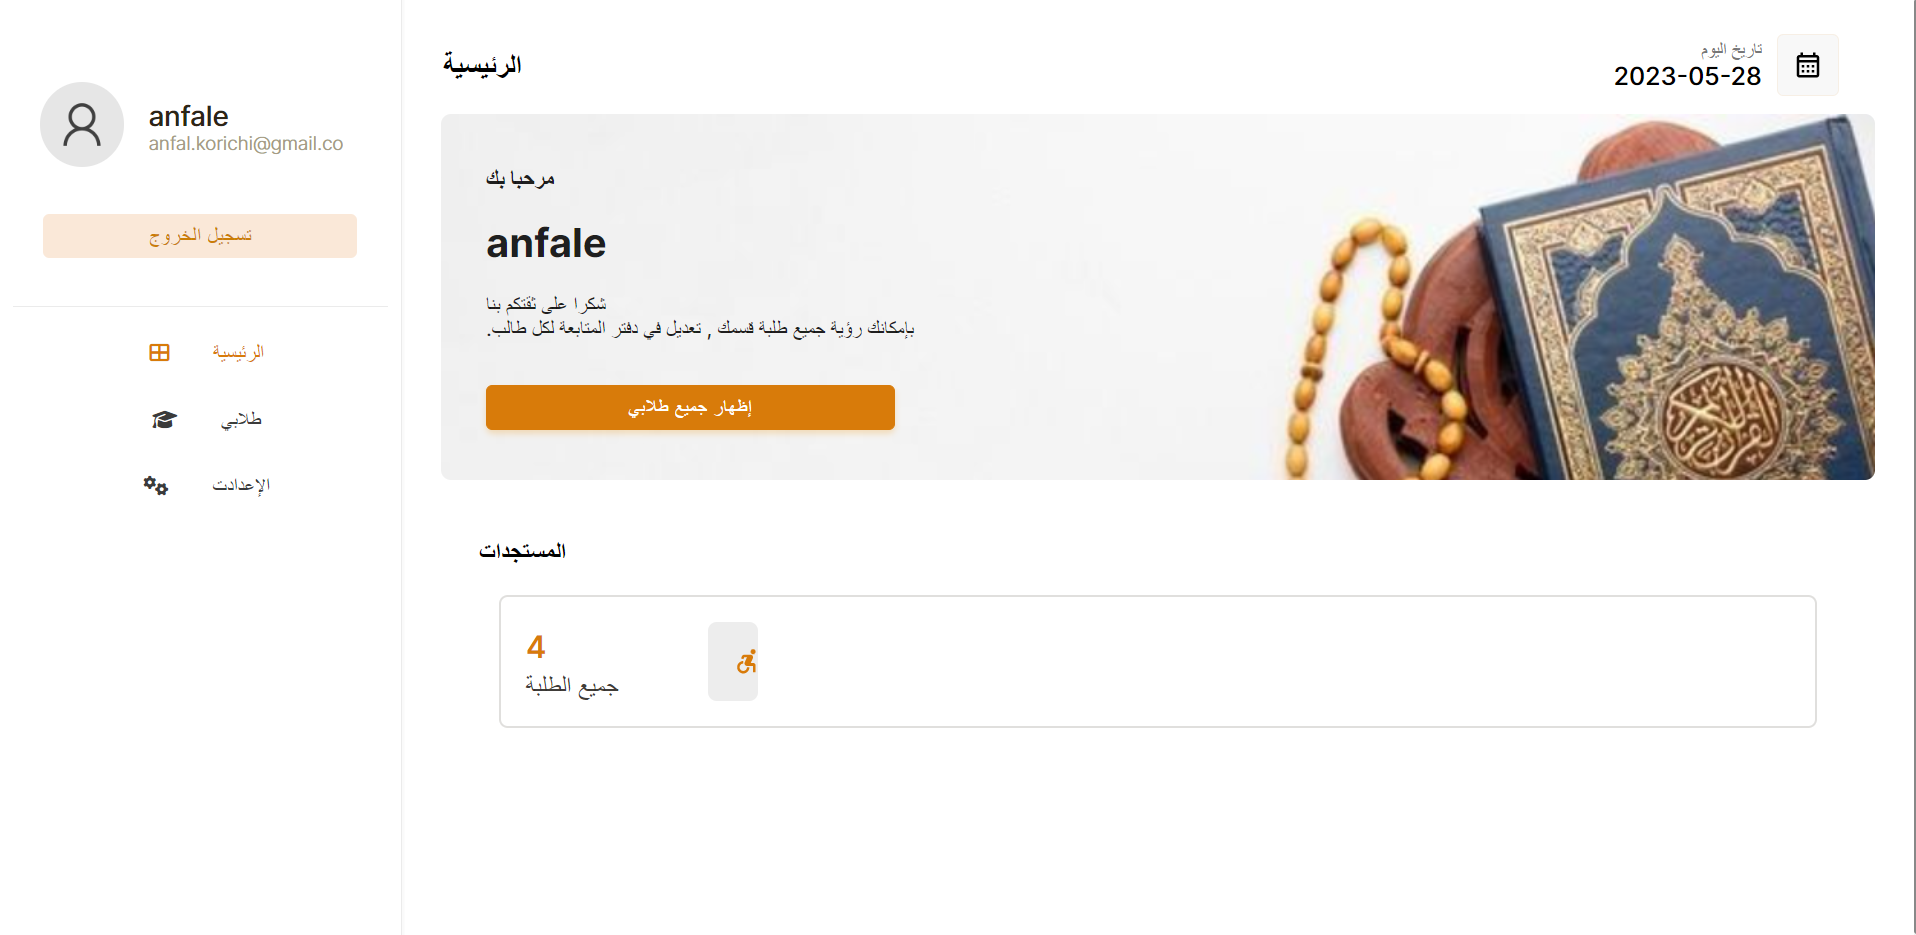 anfale
anfal.korichi@gmail.co
تسجيل الخروج
الرئيسية
طلابي
الإعدادت
الرئيسية
تاريخ اليوم
2023-05-28
مرحبا بك
anfale
شكرا على ثقتكم بنا
بإمكانك رؤية جميع طلبة قسمك , تعديل في دفتر المتابعة لكل طالب.
إظهار جميع طلابي
المستجدات
4
جميع الطلبة